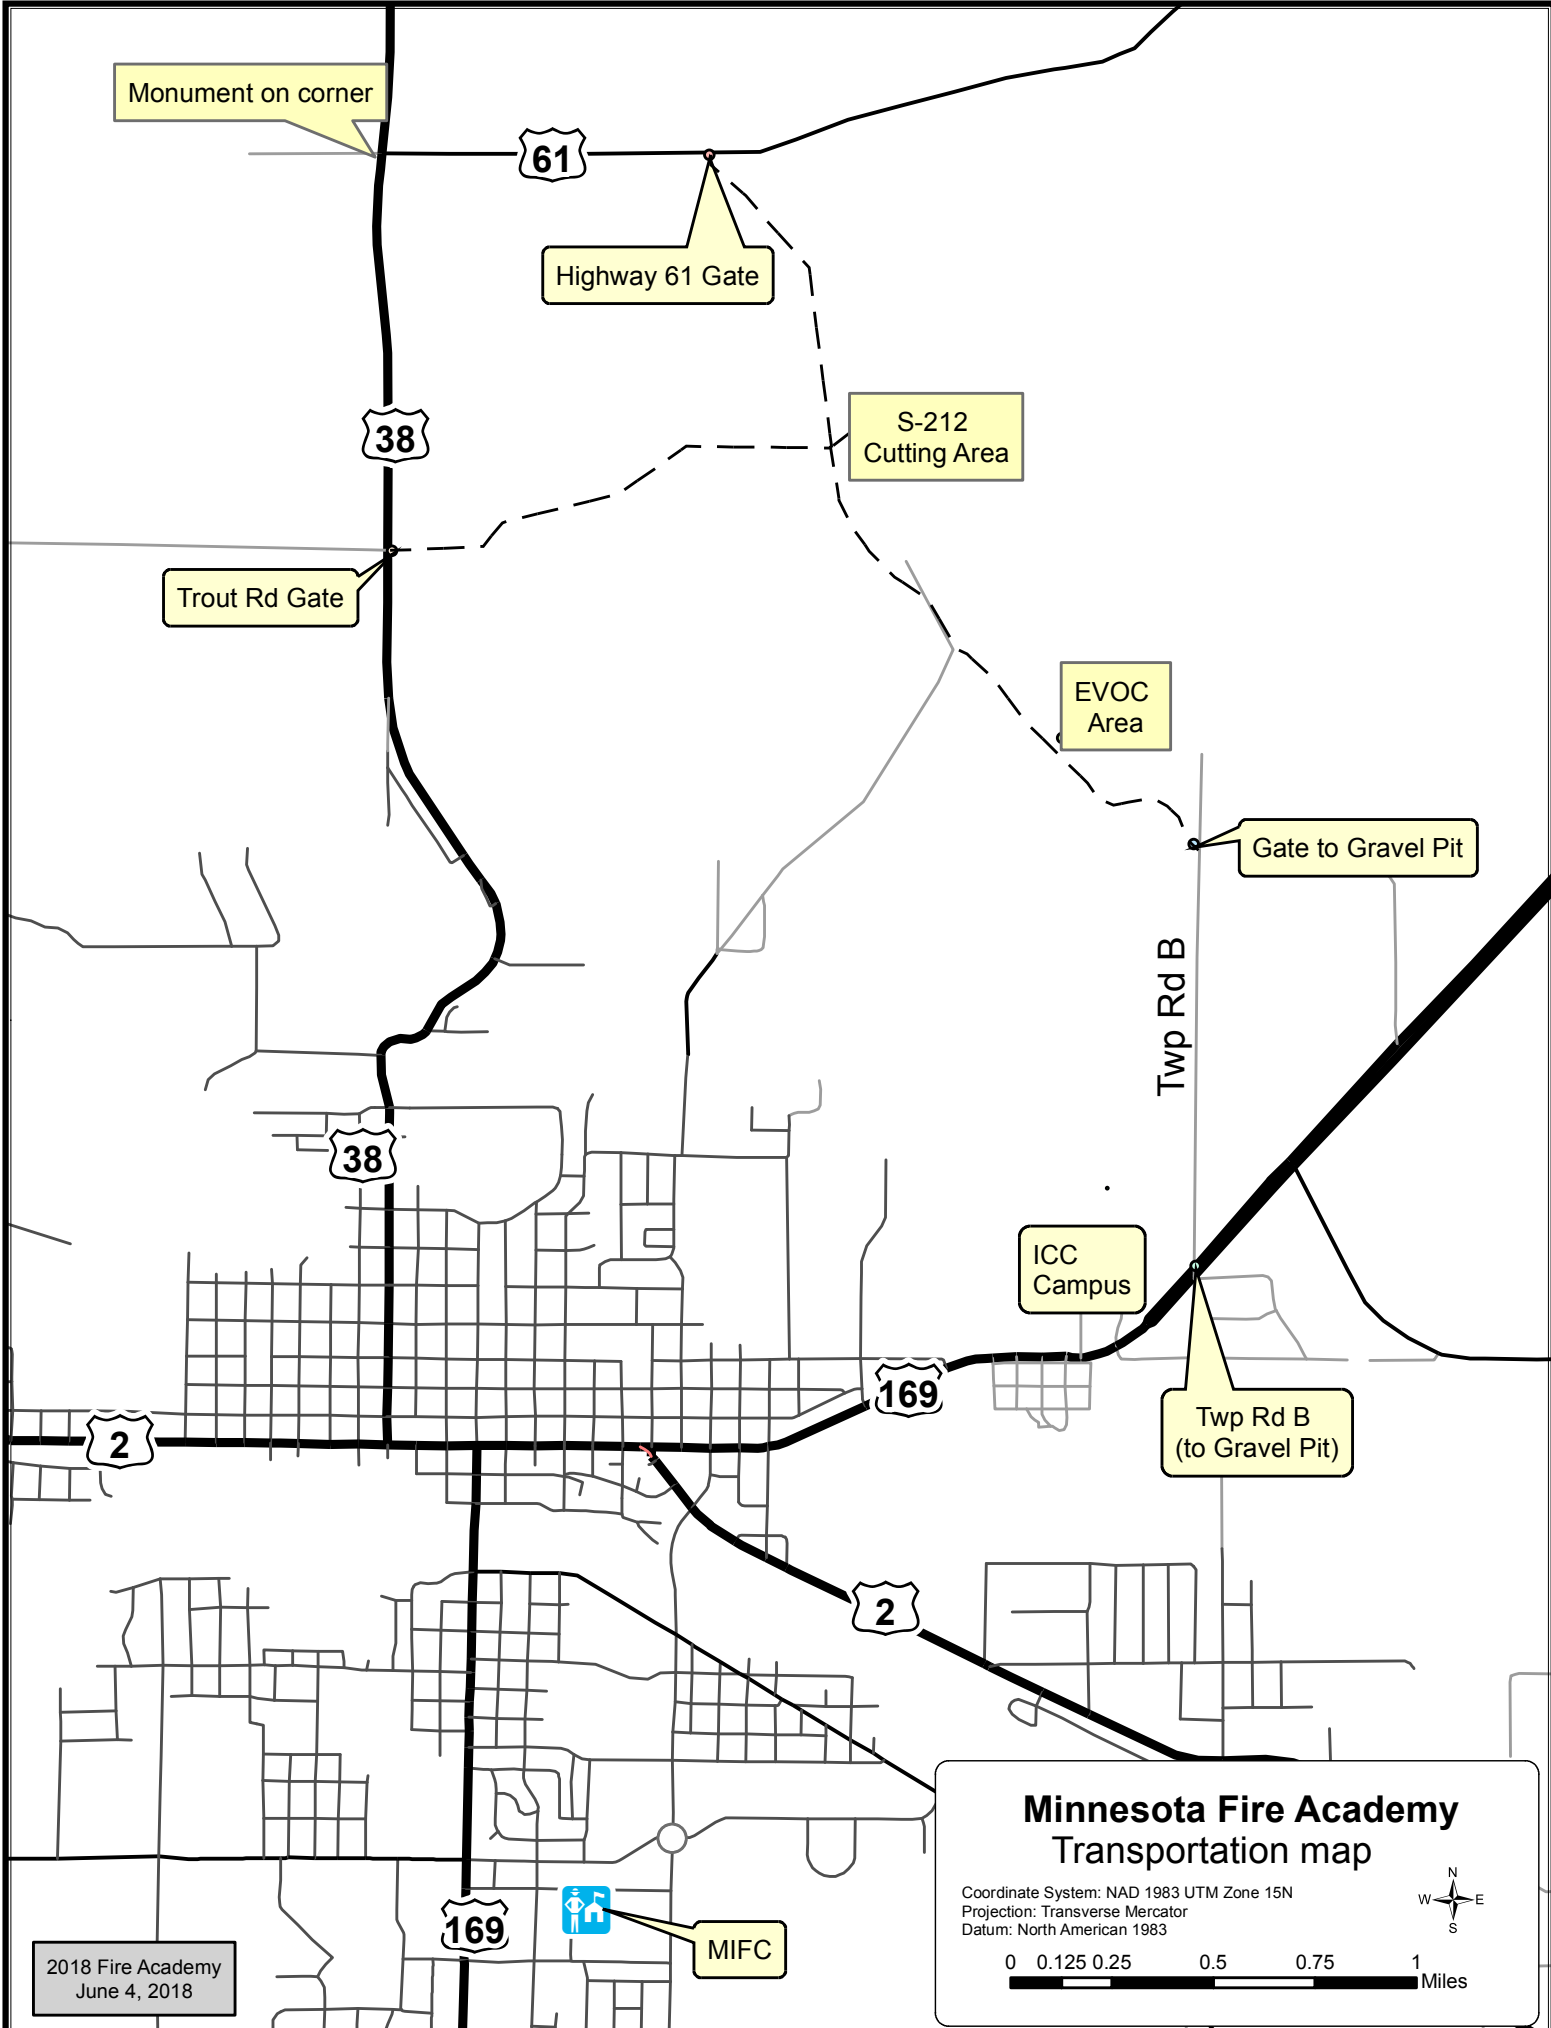 Monument on corner
61
Highway 61 Gate
38
S-212
Cutting Area
Trout Rd Gate
EVOC
Area
Gate to Gravel Pit
Twp Rd B
38
ICC
Campus
169
2
Twp Rd B
(to Gravel Pit)
2
Minnesota Fire Academy
Transportation map
Coordinate System: NAD 1983 UTM Zone 15N
Projection: Transverse Mercator
Datum: North American 1983
N
W E
S
0 0.125 0.25 0.5 0.75 1
Miles
169
MIFC
2018 Fire Academy
June 4, 2018